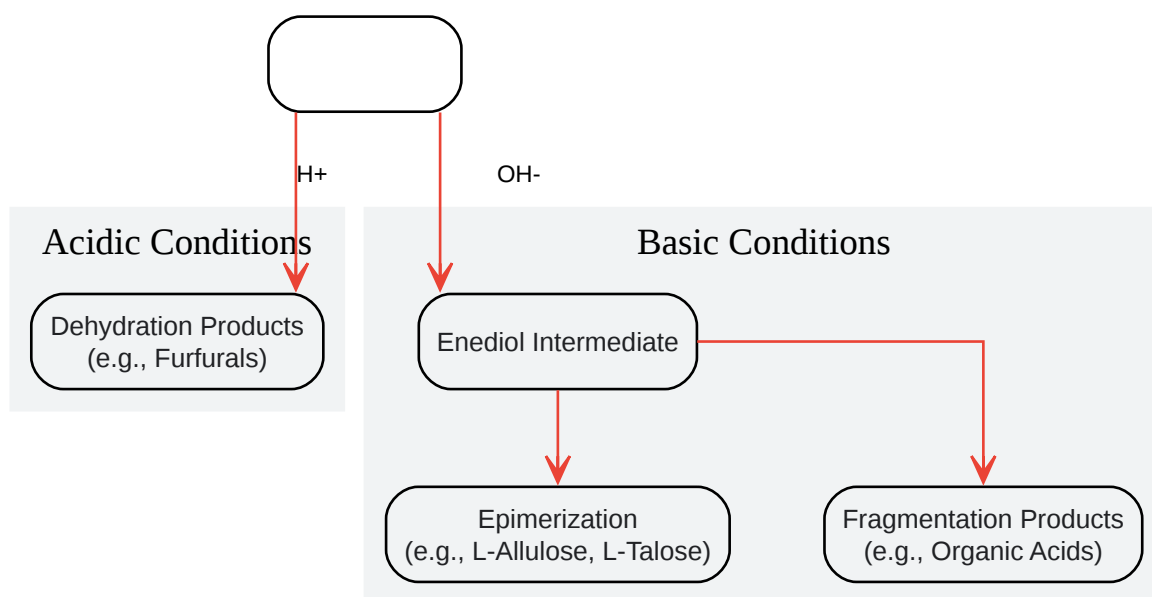 H+
OH-
Acidic Conditions
Basic Conditions
Dehydration Products
(e.g., Furfurals)
Enediol Intermediate
Epimerization
(e.g., L-Allulose, L-Talose)
Fragmentation Products
(e.g., Organic Acids)